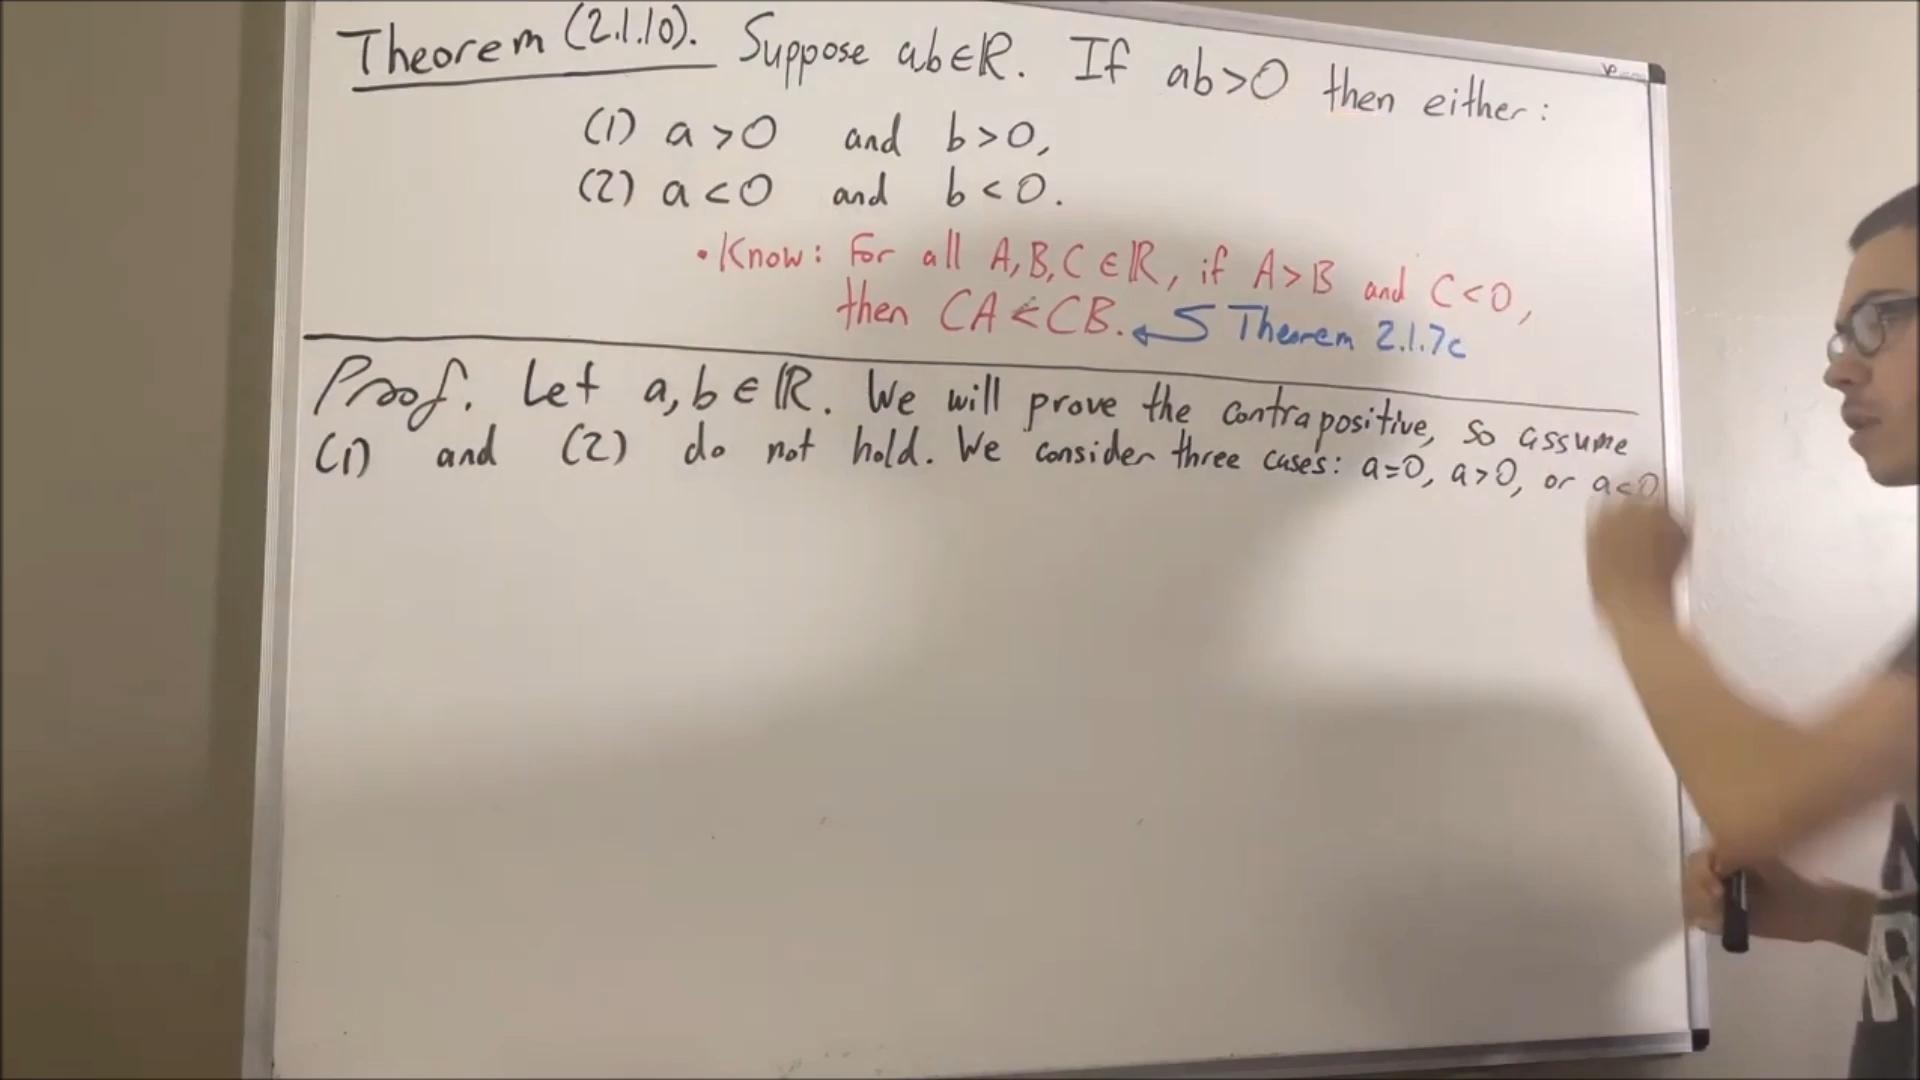 Theorem (2.1.10). Suppose ab∈ℝ. If ab>0 then either:
(1) a>0 and b>0,
(2) a<0 and b<0.
• Know: For all A,B,C∈ℝ, if A>B and C<0,
then CA<CB. Theorem 2.1.7c
Proof. Let a,b∈ℝ. We will prove the contrapositive, so assume
(1) and (2) do not hold. We consider three cases: a=0, a>0, or a<0